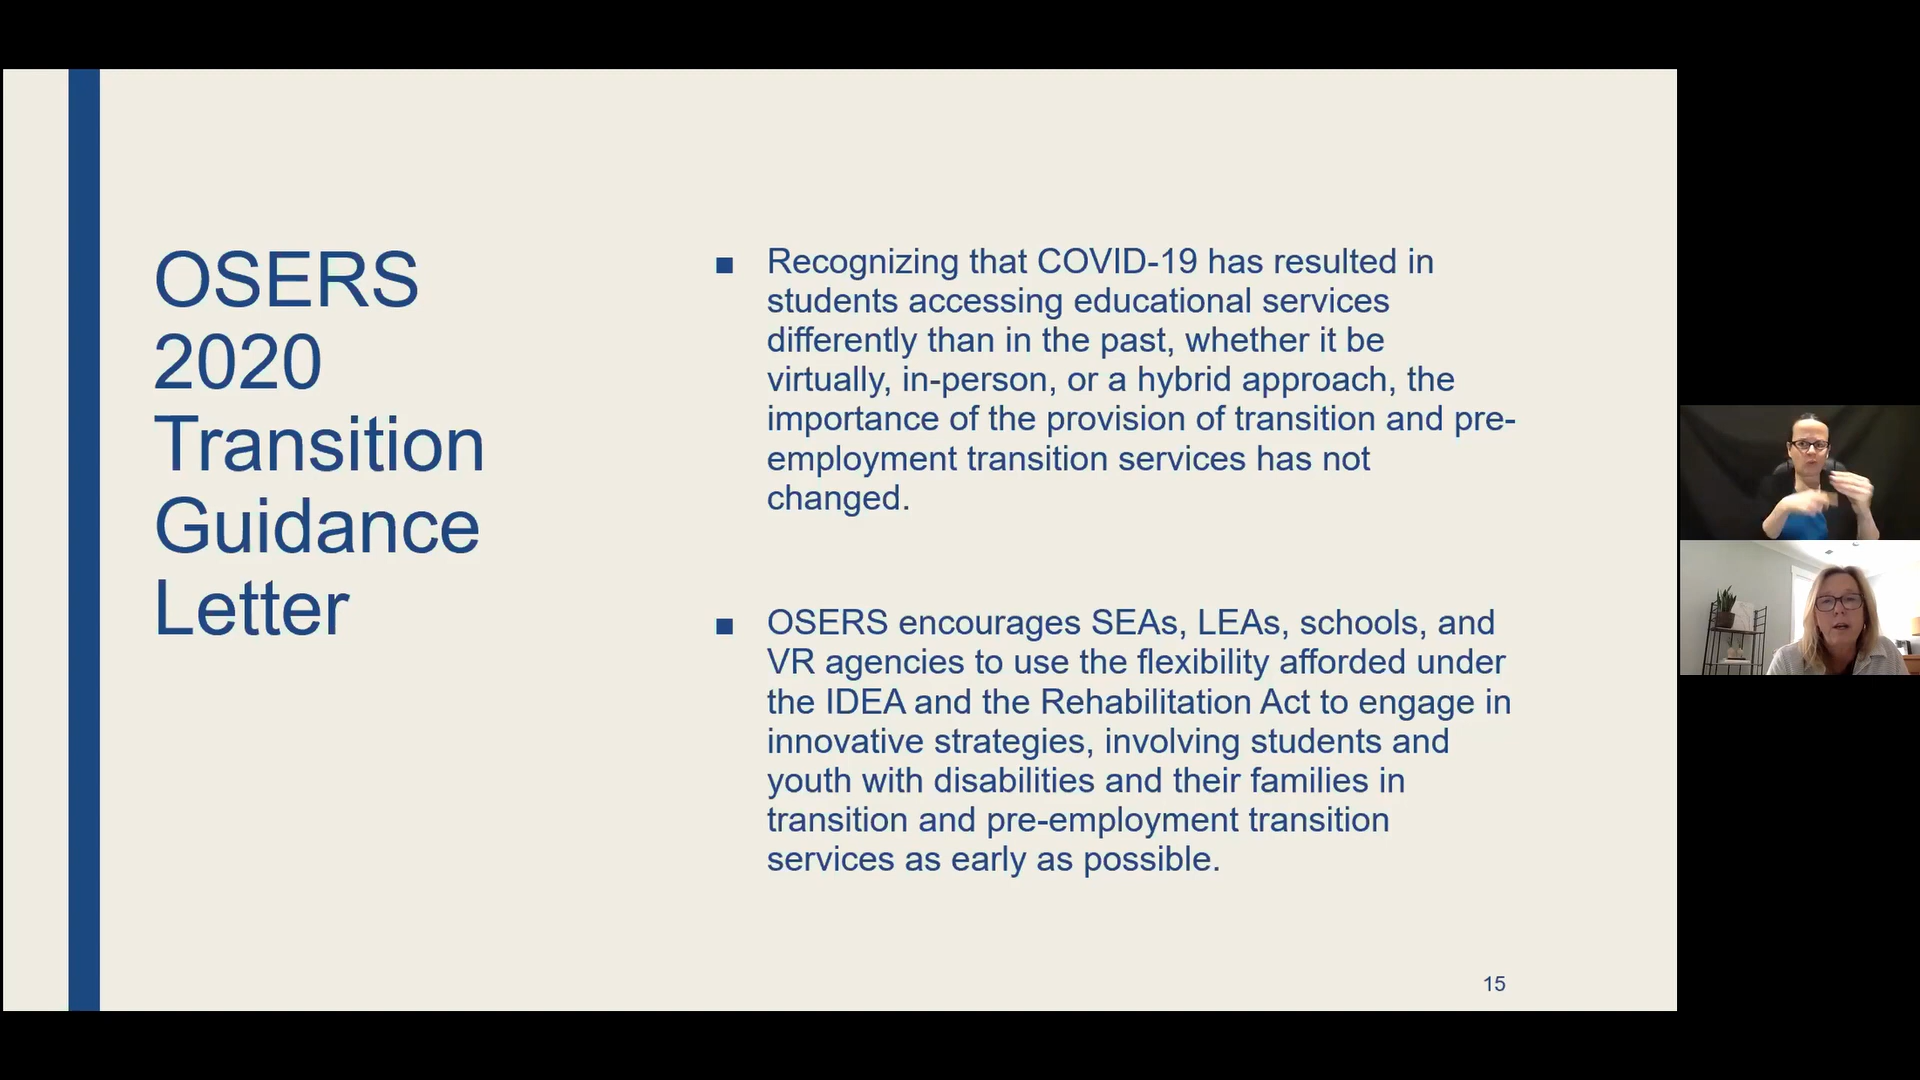 OSERS
2020
Transition
Guidance
Letter
■ Recognizing that COVID-19 has resulted in
students accessing educational services
differently than in the past, whether it be
virtually, in-person, or a hybrid approach, the
importance of the provision of transition and pre-
employment transition services has not
changed.
■ OSERS encourages SEAs, LEAs, schools, and
VR agencies to use the flexibility afforded under
the IDEA and the Rehabilitation Act to engage in
innovative strategies, involving students and
youth with disabilities and their families in
transition and pre-employment transition
services as early as possible.
15